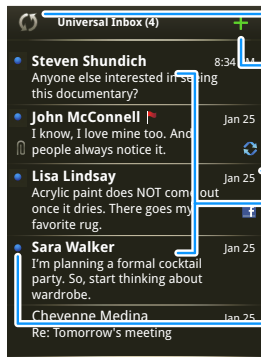 Universal Inbox (4)
Steven Shundich 8:34
Anyone else interested in seeing
this documentary?
John McConnell Jan 25
I know, I love mine too. And
people always notice it.
Lisa Lindsay Jan 25
Acrylic paint does NOT come out
once it dries. There goes my
favorite rug.
Sara Walker Jan 25
I'm planning a formal cocktail
party. So, start thinking about
wardrobe.
Cheyenne Medina Jan 25
Re: Tomorrow's meeting